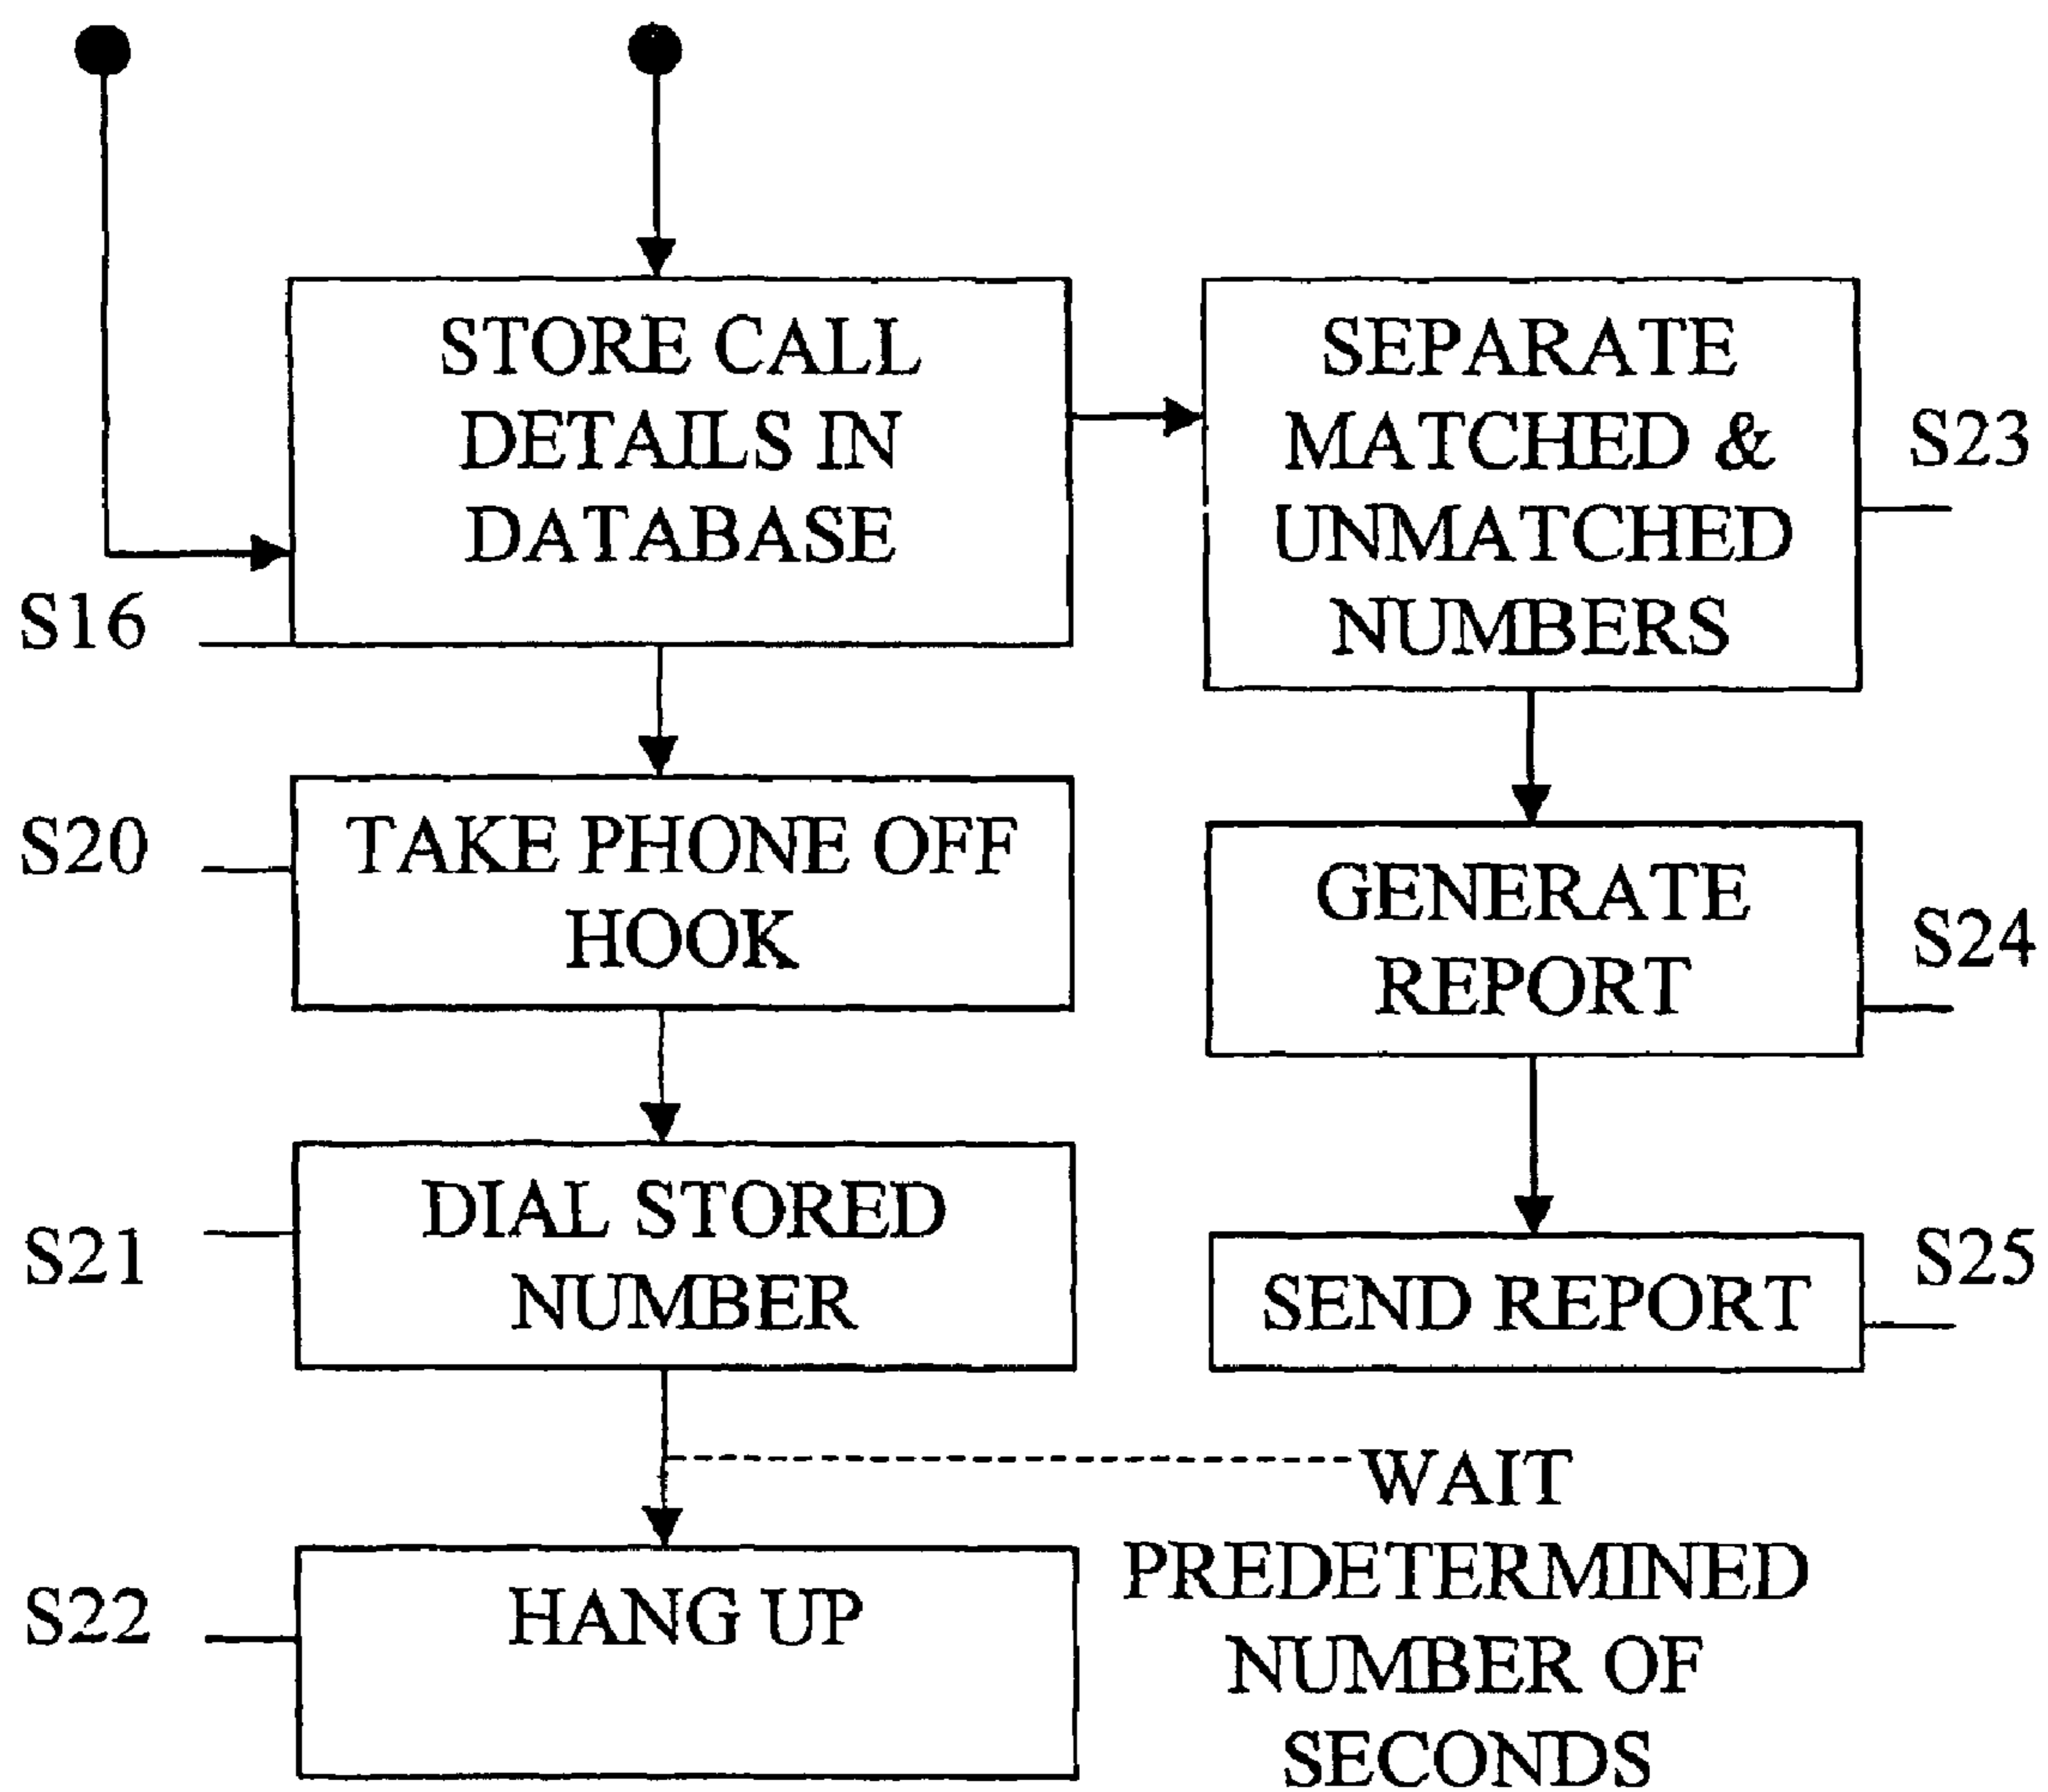 STORE CALL
DETAILS IN
DATABASE
S16
SEPARATE
MATCHED &
UNMATCHED
NUMBERS
S23
S20
TAKE PHONE OFF
HOOK
GENERATE
REPORT
S24
S21
DIAL STORED
NUMBER
SEND REPORT
S25
WAIT
PREDETERMINED
NUMBER OF
SECONDS
S22
HANG UP